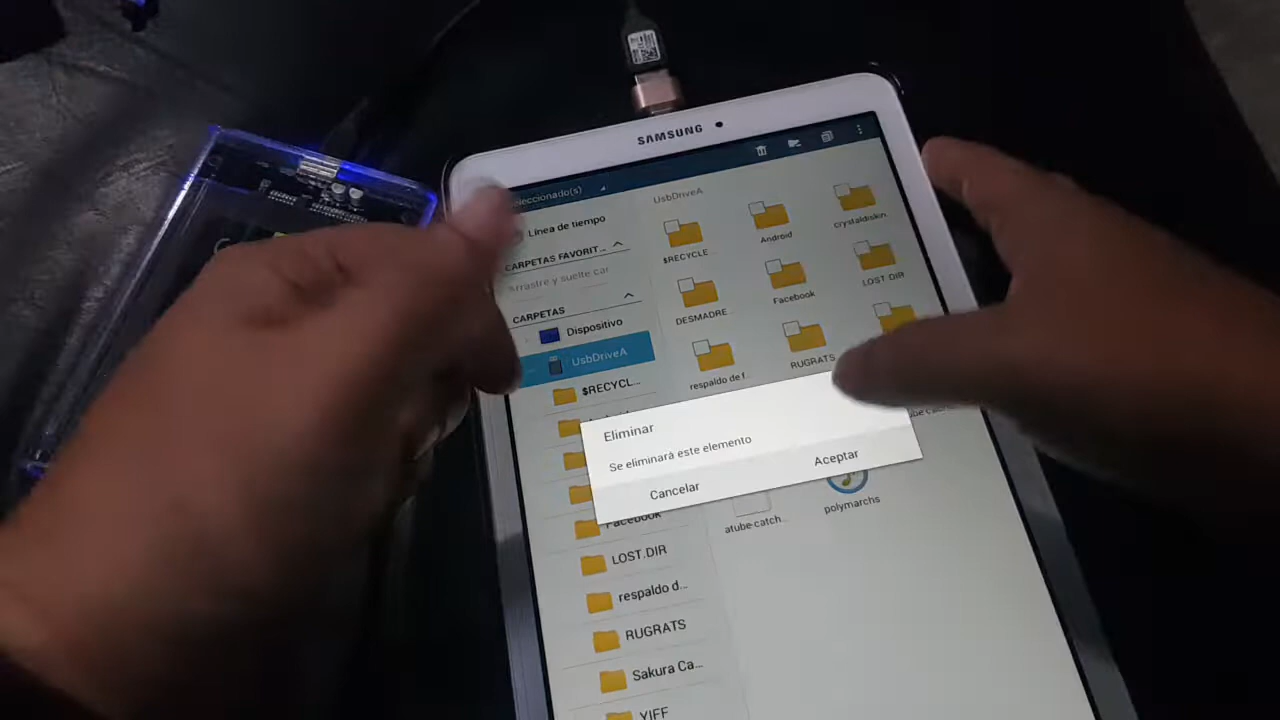 SAMSUNG
eleccionado(s)
Línea de tiempo
CARPETAS FAVORIT...
Arrastre y suelte car
CARPETAS
Dispositivo
UsbDriveA
$RECYCL...
Facebook
LOST.DIR
respaldo d...
RUGRATS
Sakura Ca...
YIFF
UsbDriveA
$RECYCLE...
Android
crystaldiskin..
DESMADRE...
Facebook
LOST.DIR
respaldo de f...
RUGRATS
Eliminar
Se eliminará este elemento
Cancelar
Aceptar
atube-catch...
polymarchs